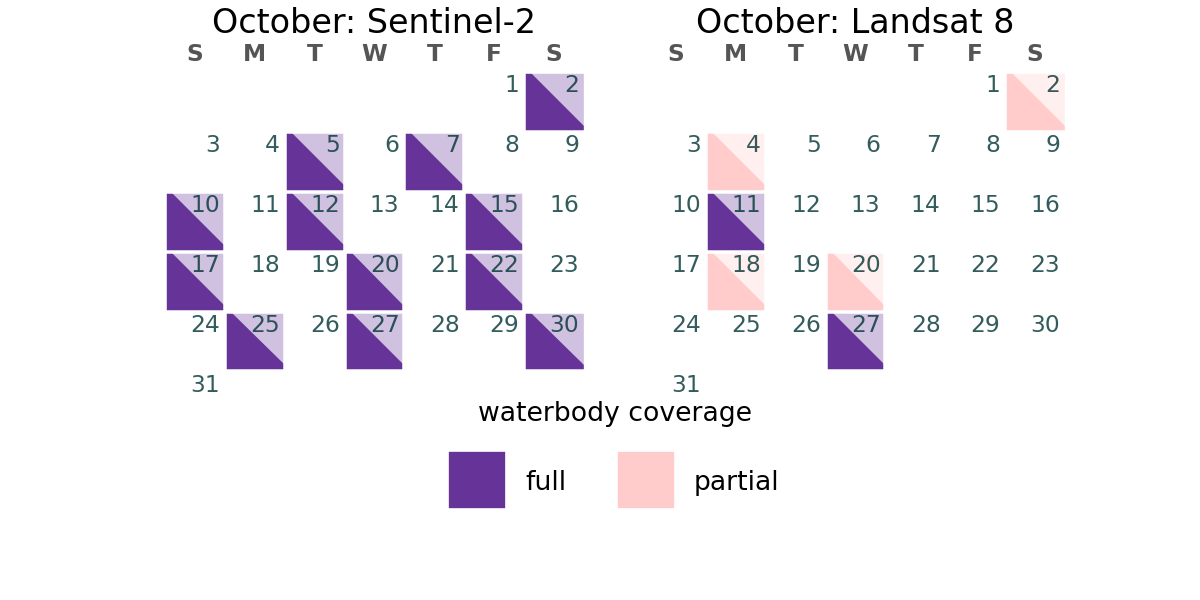 October: Sentinel-2
S M T W T F S
1 2
3 4 5 6 7 8 9
10 11 12 13 14 15 16
17 18 19 20 21 22 23
24 25 26 27 28 29 30
31
October: Landsat 8
S M T W T F S
1 2
3 4 5 6 7 8 9
10 11 12 13 14 15 16
17 18 19 20 21 22 23
24 25 26 27 28 29 30
31
waterbody coverage
full partial